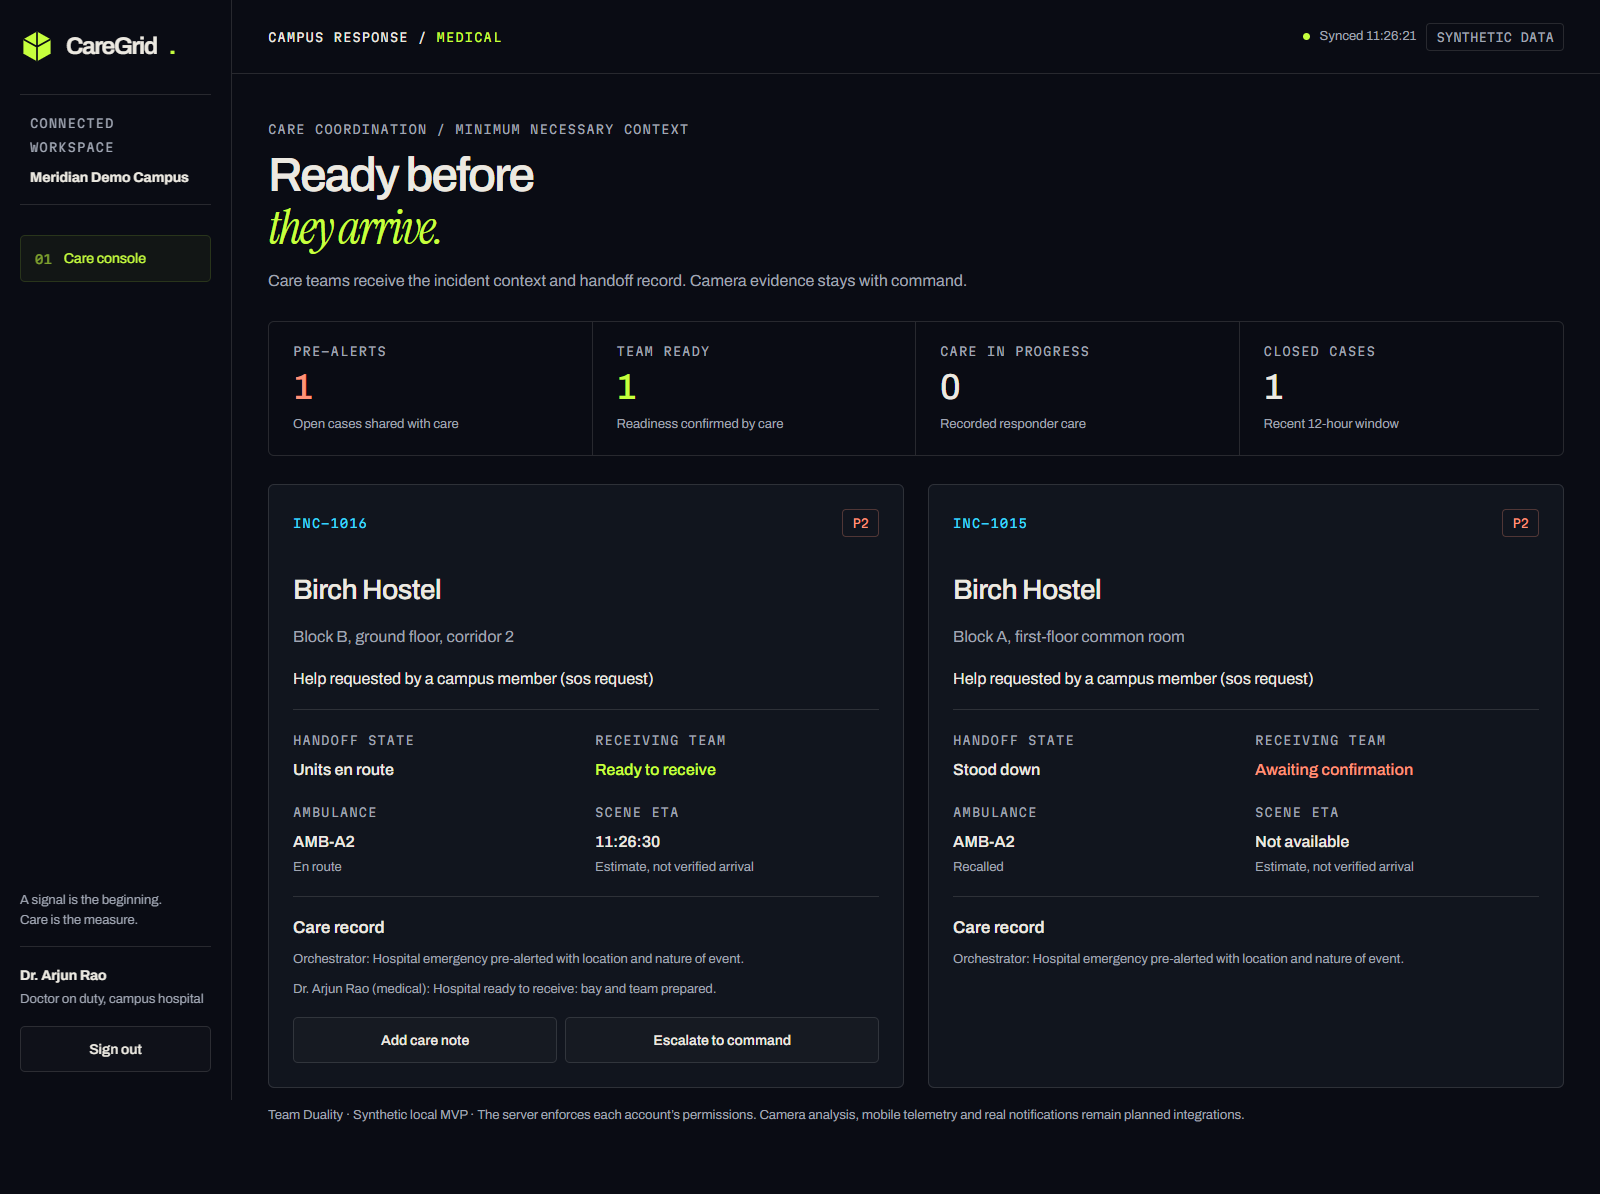 CareGrid .
CONNECTED
WORKSPACE
Meridian Demo Campus
01 Care console
A signal is the beginning.
Care is the measure.
Dr. Arjun Rao
Doctor on duty, campus hospital
Sign out
CAMPUS RESPONSE / MEDICAL
Synced 11:26:21
SYNTHETIC DATA
CARE COORDINATION / MINIMUM NECESSARY CONTEXT
Ready before
they arrive.
Care teams receive the incident context and handoff record. Camera evidence stays with command.
PRE-ALERTS
1
Open cases shared with care
TEAM READY
1
Readiness confirmed by care
CARE IN PROGRESS
0
Recorded responder care
CLOSED CASES
1
Recent 12-hour window
INC-1016
P2
Birch Hostel
Block B, ground floor, corridor 2
Help requested by a campus member (sos request)
HANDOFF STATE
Units en route
RECEIVING TEAM
Ready to receive
AMBULANCE
AMB-A2
En route
SCENE ETA
11:26:30
Estimate, not verified arrival
Care record
Orchestrator: Hospital emergency pre-alerted with location and nature of event.
Dr. Arjun Rao (medical): Hospital ready to receive: bay and team prepared.
Add care note
Escalate to command
INC-1015
P2
Birch Hostel
Block A, first-floor common room
Help requested by a campus member (sos request)
HANDOFF STATE
Stood down
RECEIVING TEAM
Awaiting confirmation
AMBULANCE
AMB-A2
Recalled
SCENE ETA
Not available
Estimate, not verified arrival
Care record
Orchestrator: Hospital emergency pre-alerted with location and nature of event.
Team Duality · Synthetic local MVP · The server enforces each account's permissions. Camera analysis, mobile telemetry and real notifications remain planned integrations.